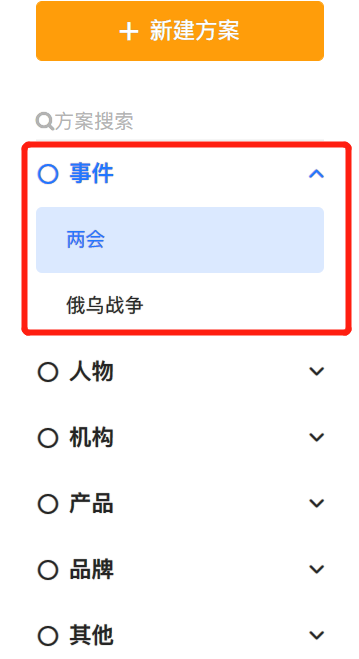 + 新建方案
方案搜索
事件
两会
俄乌战争
人物
机构
产品
品牌
其他